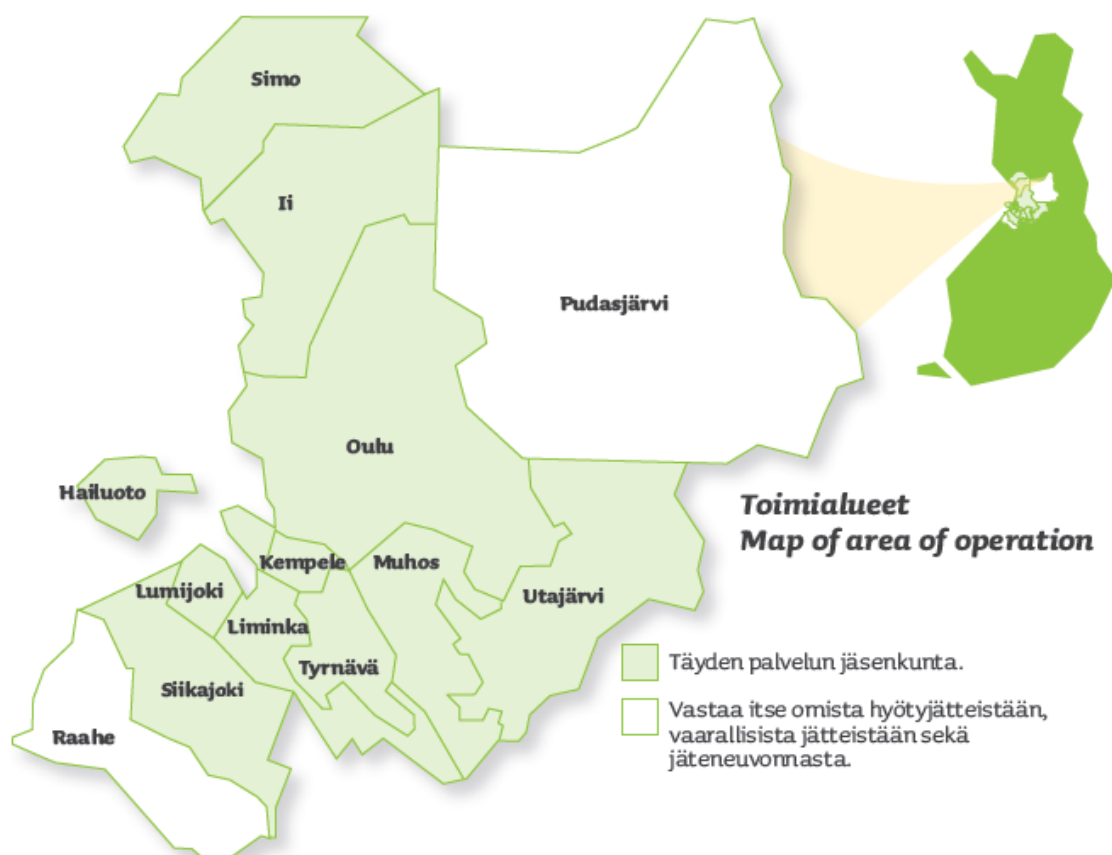 Simo
Ii
Pudasjärvi
Oulu
Hailuoto
Toimialueet
Map of area of operation
Kempele
Muhos
Lumijoki
Utajärvi
Liminka
Tyrnävä
Siikajoki
Raahe
Täyden palvelun jäsenkunta.
Vastaa itse omista hyötyjätteistään,
vaarallisista jätteistään sekä
jäteneuvonnasta.